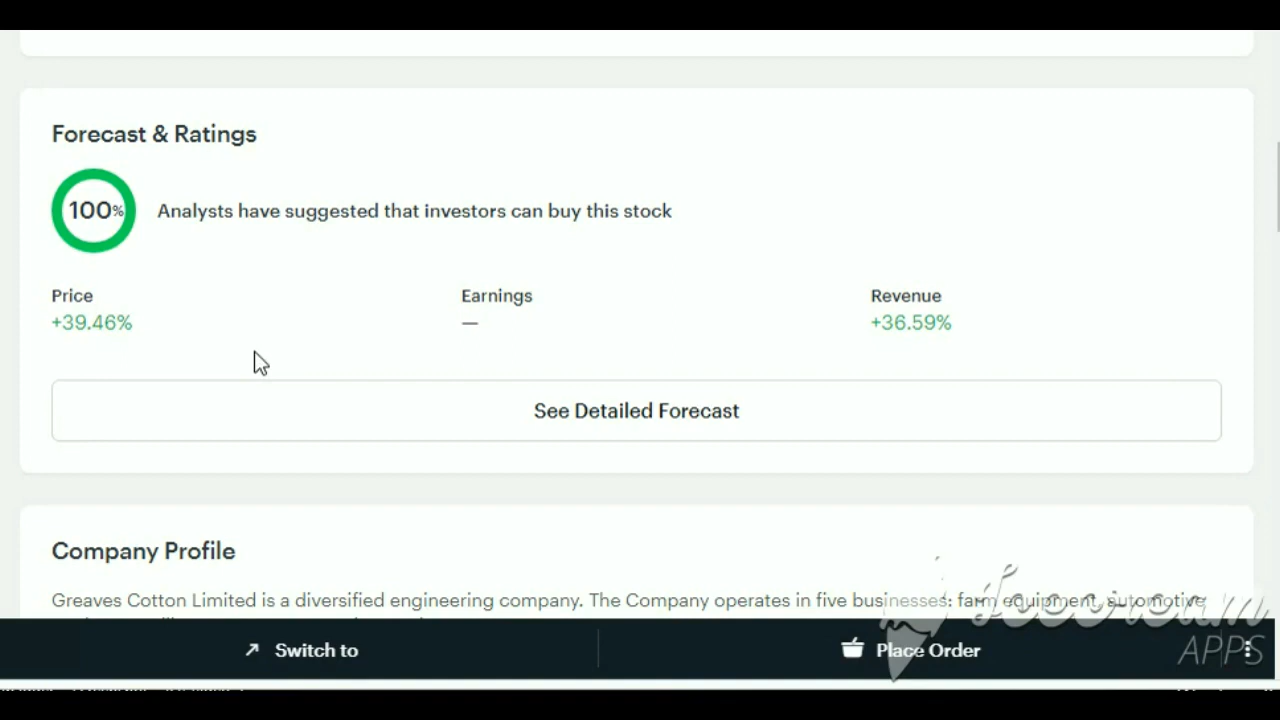 Forecast & Ratings
100%
Analysts have suggested that investors can buy this stock
Price
Earnings
Revenue
+39.46%
—
+36.59%
See Detailed Forecast
Company Profile
Greaves Cotton Limited is a diversified engineering company. The Company operates in five businesses: farm equipment, automotive
Switch to
Place Order
Icecream
APPS